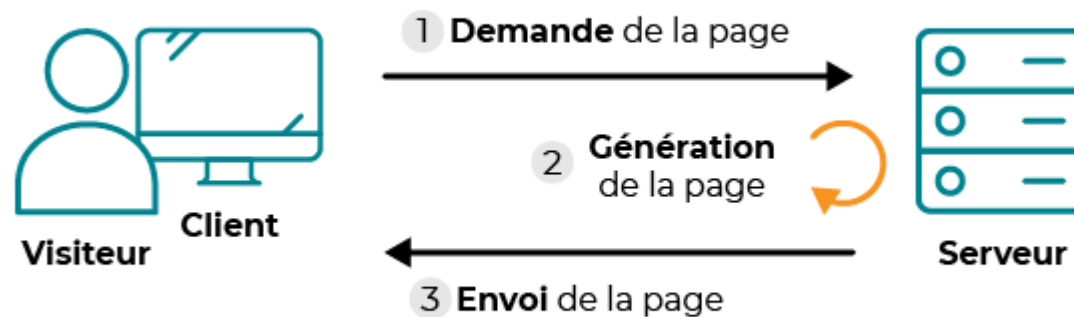 1 Demande de la page
2 Génération
de la page
Client
Visiteur
Serveur
3 Envoi de la page